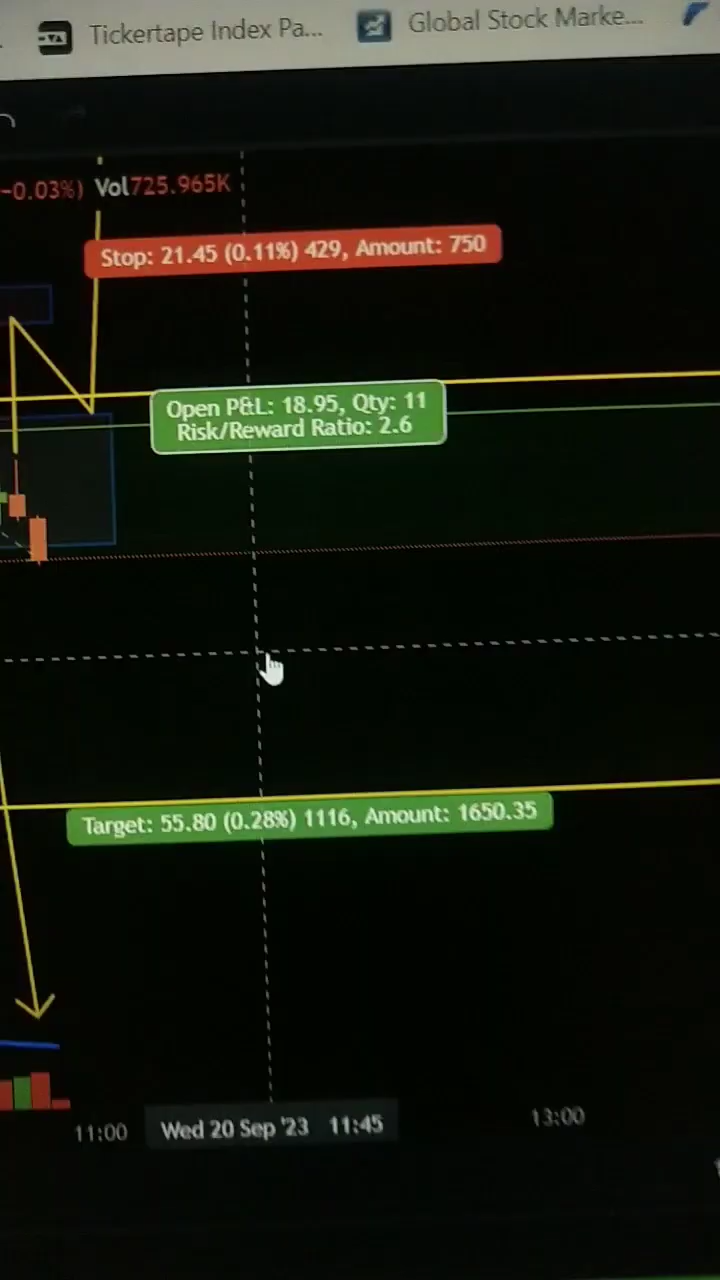 Tickertape Index Pa...
Global Stock Marke...
-0.03%) Vol725.965K
Stop: 21.45 (0.11%) 429, Amount: 750
Open P&L: 18.95, Qty: 11
Risk/Reward Ratio: 2.6
Target: 55.80 (0.28%) 1116, Amount: 1650.35
11:00
Wed 20 Sep '23 11:45
13:00